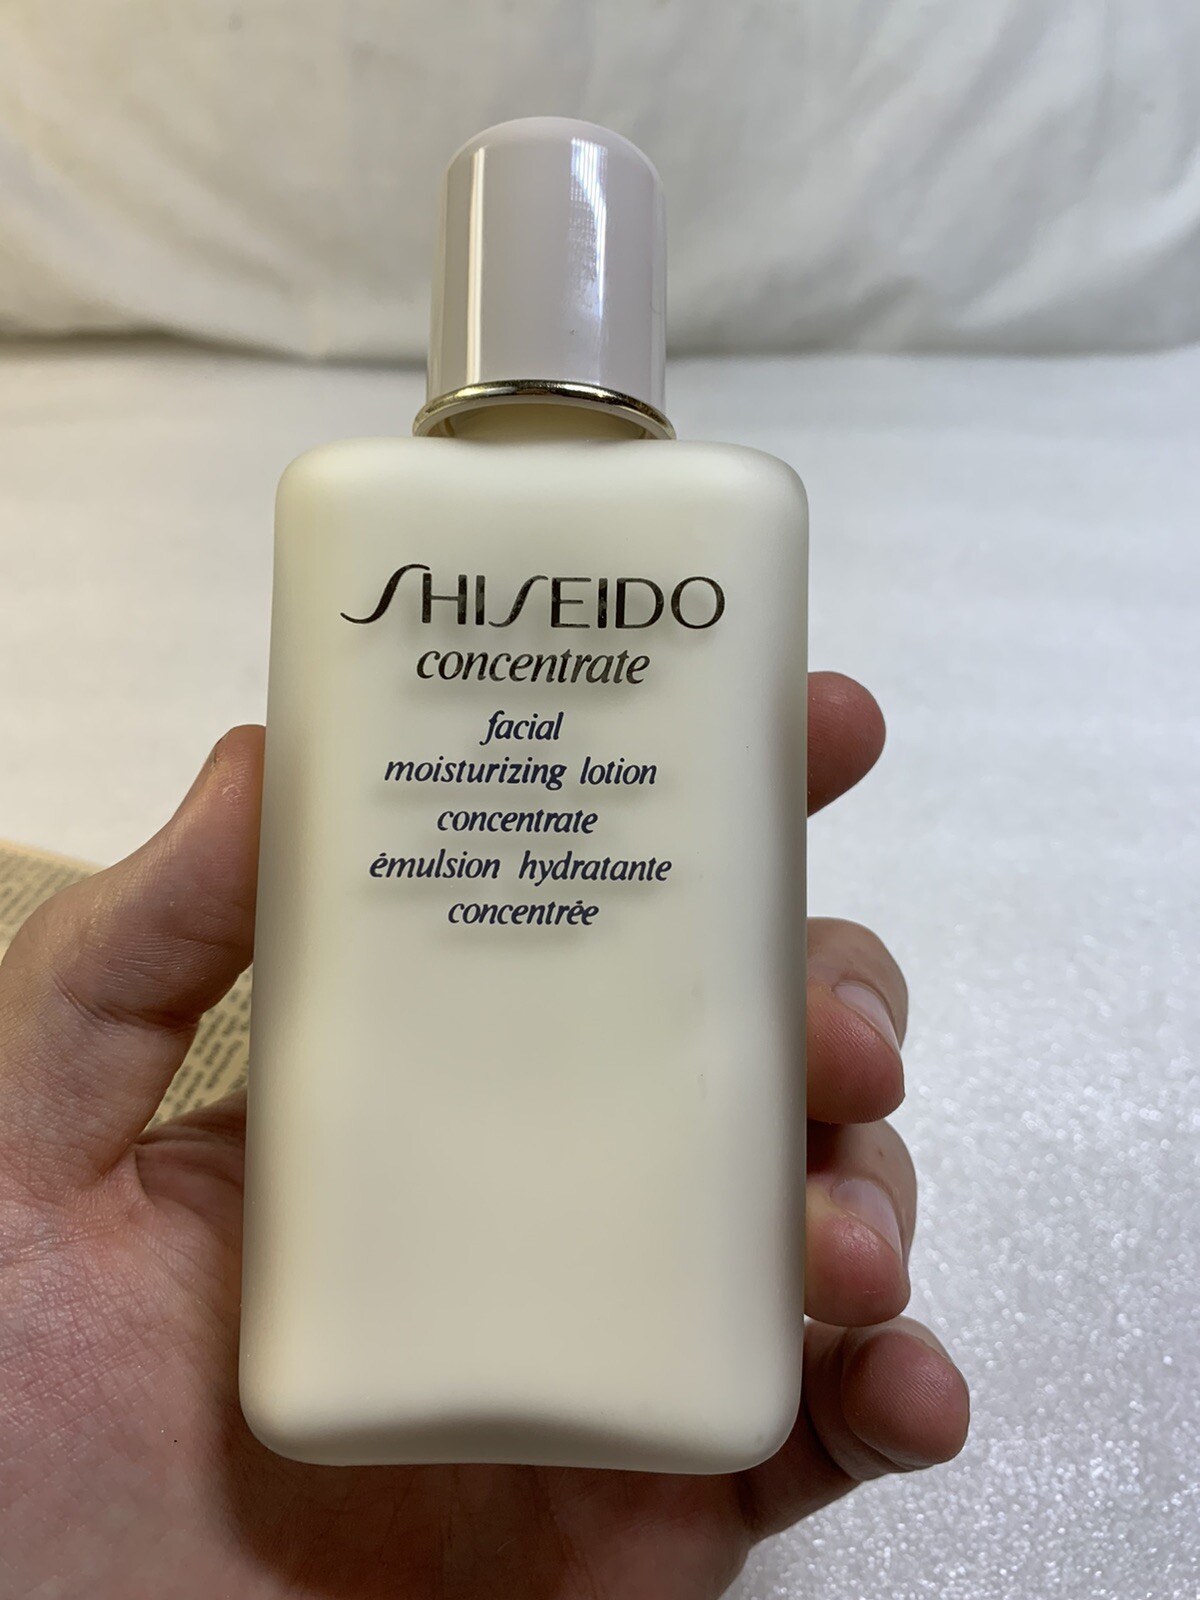 SHISEIDO
concentrate
facial
moisturizing lotion
concentrate
émulsion hydratante
concentrée